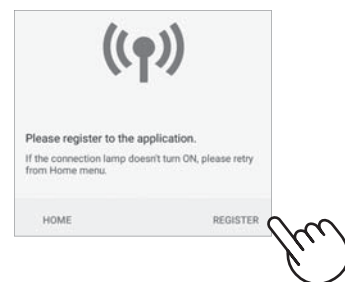 Please register to the application.
If the connection lamp doesn't turn ON, please retry
from Home menu.
HOME REGISTER